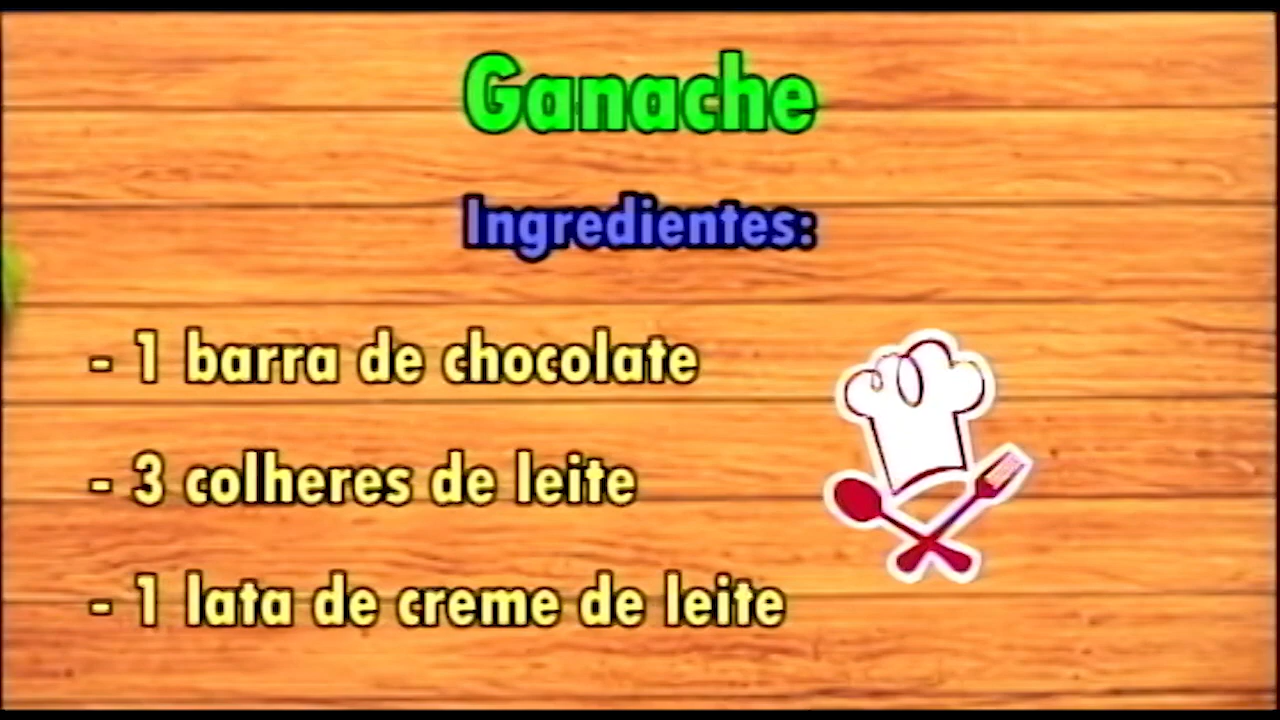 Ganache
Ingredientes:
- 1 barra de chocolate
- 3 colheres de leite
- 1 lata de creme de leite